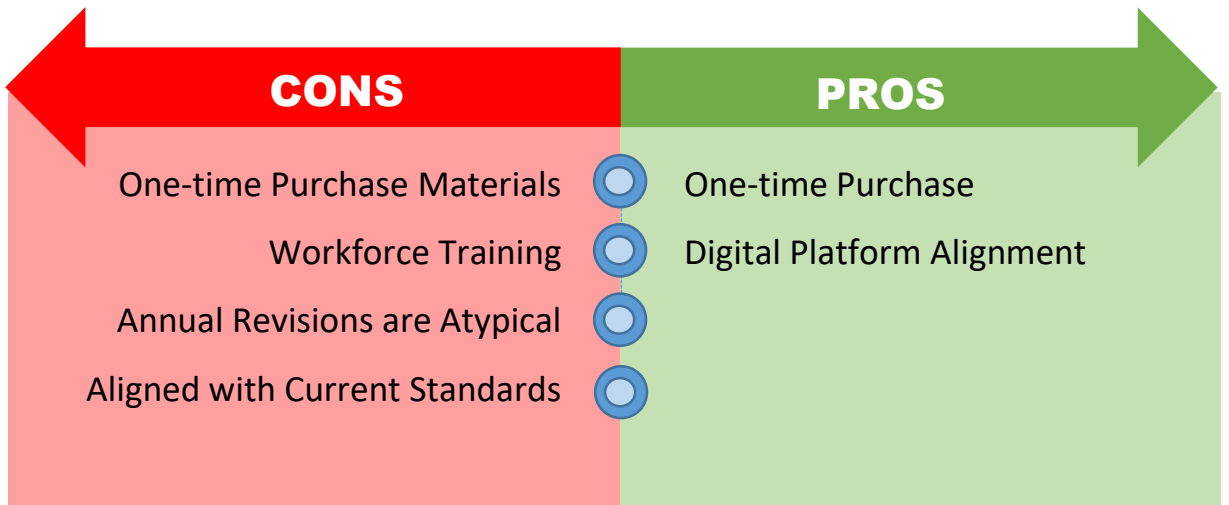 CONS PROS
One-time Purchase Materials One-time Purchase
Workforce Training Digital Platform Alignment
Annual Revisions are Atypical
Aligned with Current Standards